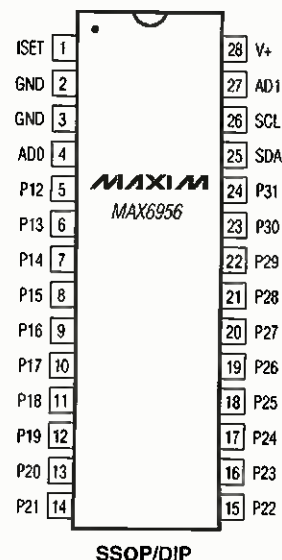 ISET 1
GND 2
GND 3
AD0 4
P12 5
P13 6
P14 7
P15 8
P16 9
P17 10
P18 11
P19 12
P20 13
P21 14
MAXIM
MAX6956
28 V+
27 AD1
26 SCL
25 SDA
24 P31
23 P30
22 P29
21 P28
20 P27
19 P26
18 P25
17 P24
16 P23
15 P22
SSOP/DIP